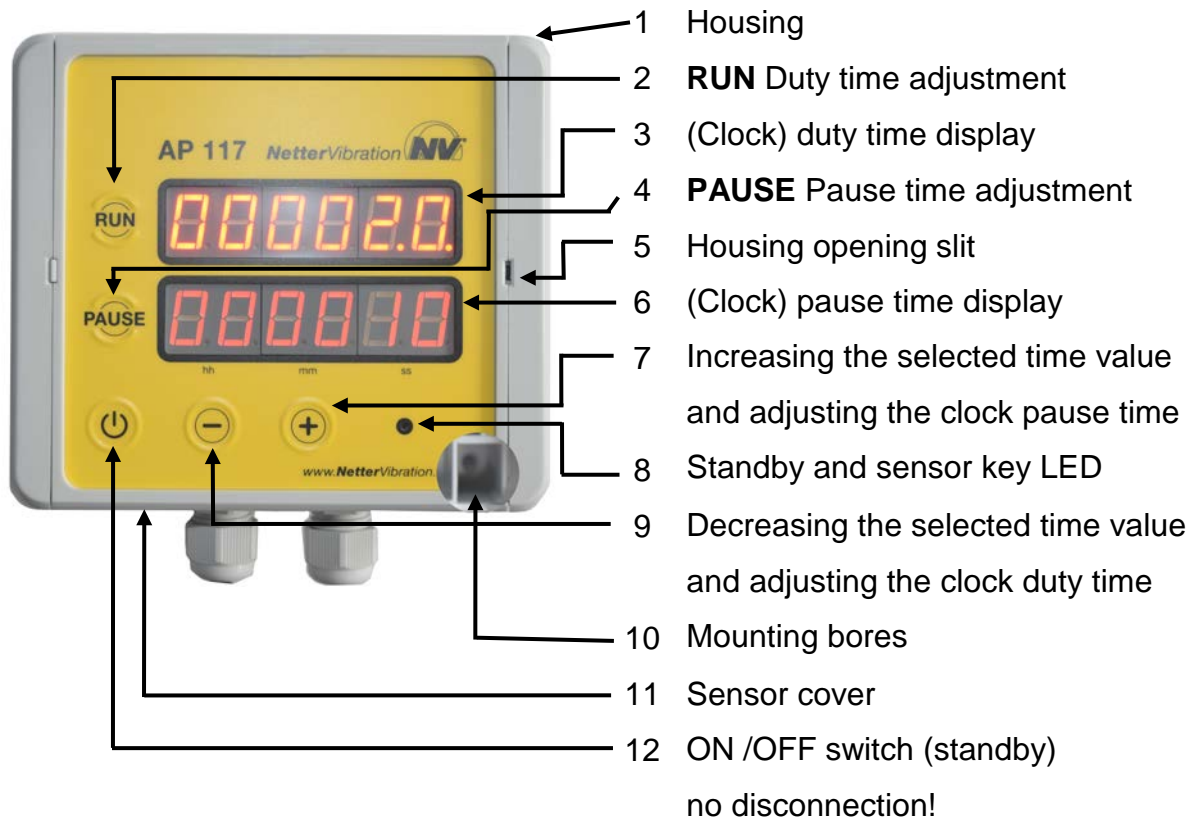 1 Housing
2 RUN Duty time adjustment
3 (Clock) duty time display
4 PAUSE Pause time adjustment
5 Housing opening slit
6 (Clock) pause time display
7 Increasing the selected time value
and adjusting the clock pause time
8 Standby and sensor key LED
9 Decreasing the selected time value
and adjusting the clock duty time
10 Mounting bores
11 Sensor cover
12 ON /OFF switch (standby)
no disconnection!
AP 117 NetterVibration NV
RUN
00002.0.
PAUSE
000010
hh mm ss
www.NetterVibration.